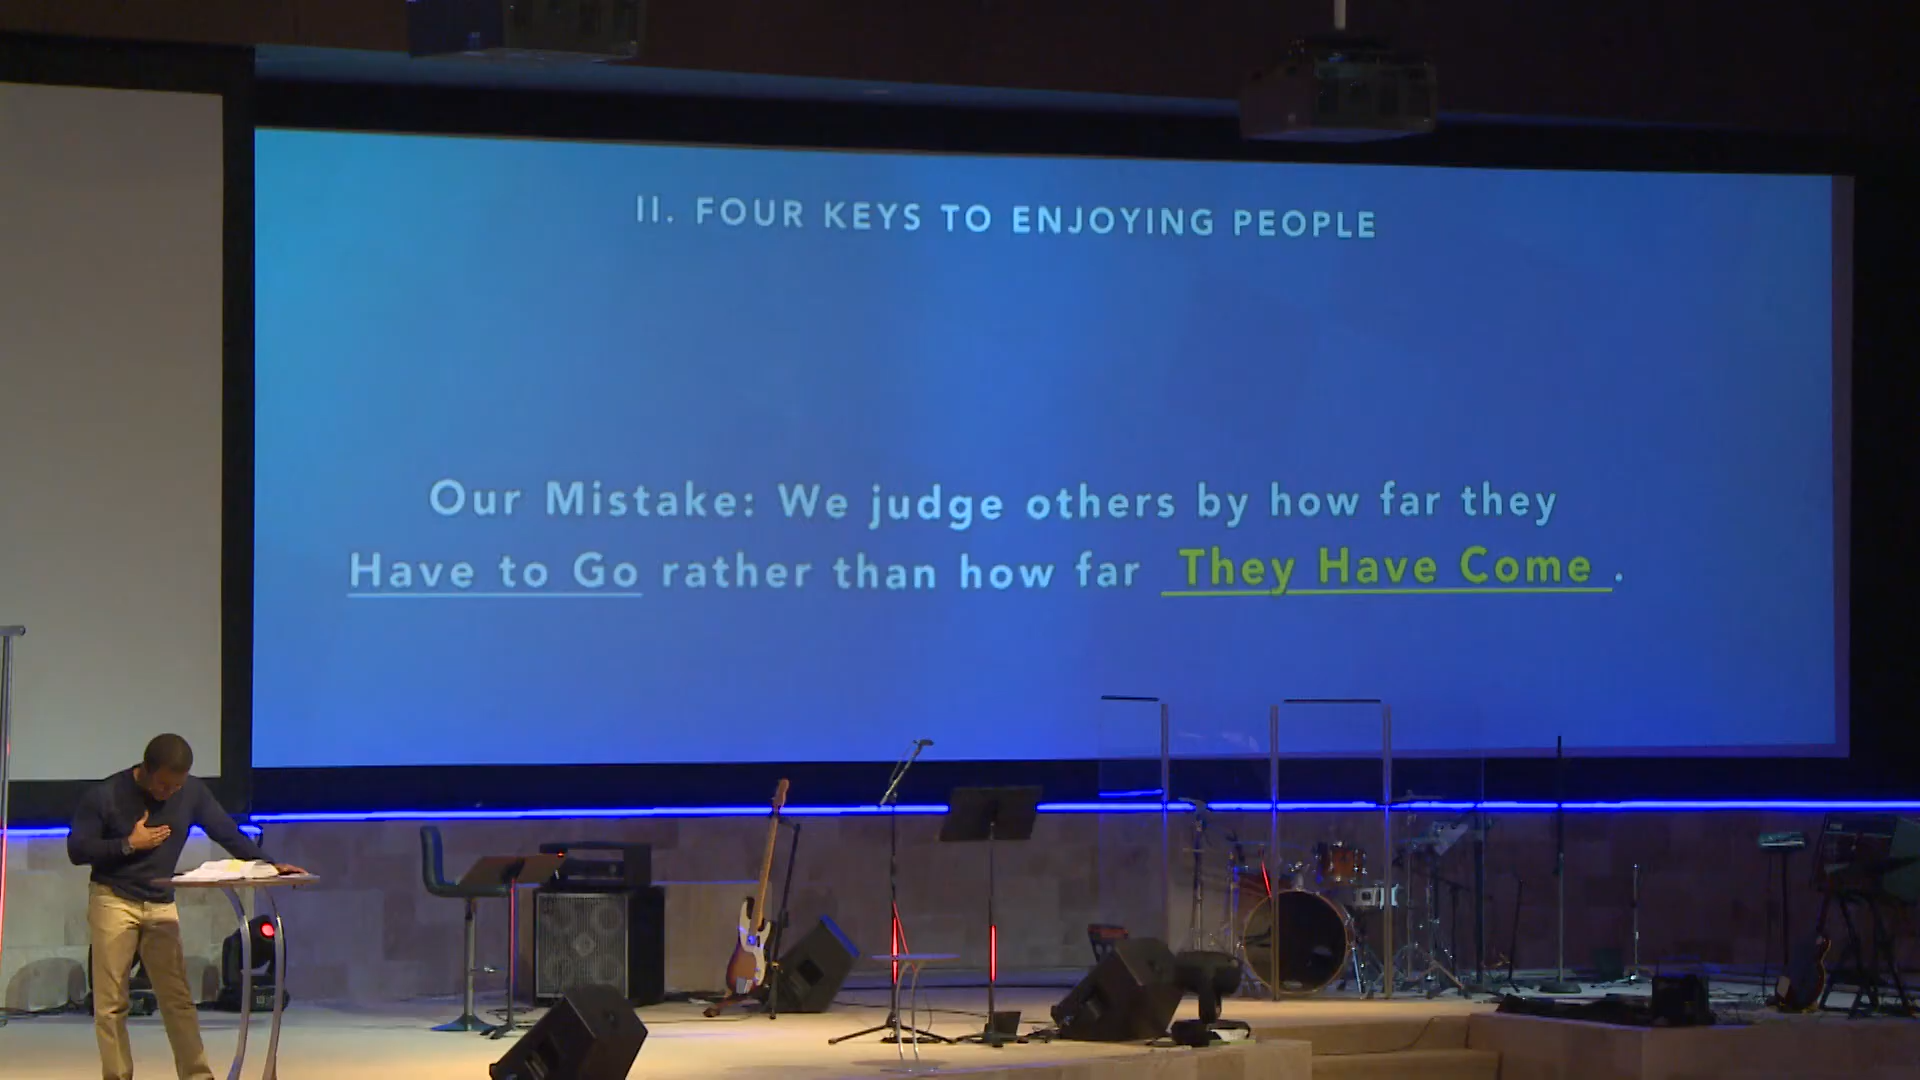 II. FOUR KEYS TO ENJOYING PEOPLE
Our Mistake: We judge others by how far they
Have to Go rather than how far They Have Come.